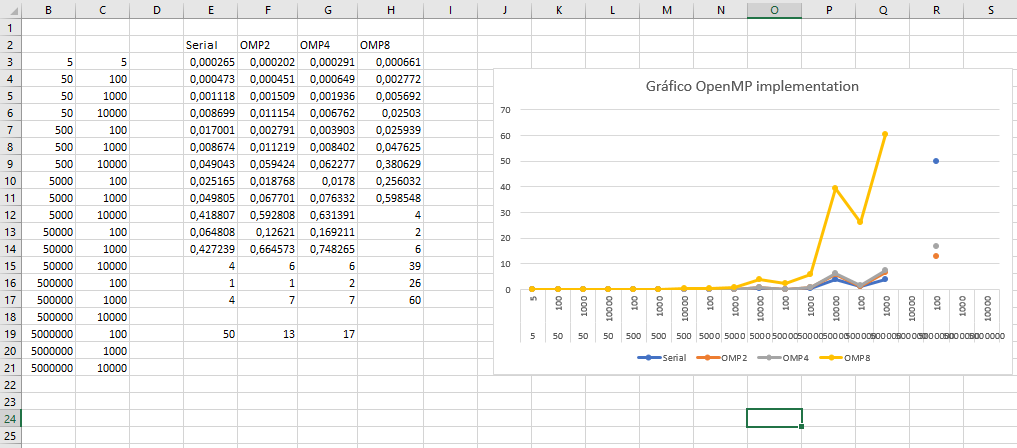 B C D E F G H I J K L M N O P Q R S
1
2 Serial OMP2 OMP4 OMP8
3 5 5 0,000265 0,000202 0,000291 0,000661
4 50 100 0,000473 0,000451 0,000649 0,002772
5 50 1000 0,001118 0,001509 0,001936 0,005692
6 50 10000 0,008699 0,011154 0,006762 0,02503
7 500 100 0,017001 0,002791 0,003903 0,025939
8 500 1000 0,008674 0,011219 0,008402 0,047625
9 500 10000 0,049043 0,059424 0,062277 0,380629
10 5000 100 0,025165 0,018768 0,0178 0,256032
11 5000 1000 0,049805 0,067701 0,076332 0,598548
12 5000 10000 0,418807 0,592808 0,631391 4
13 50000 100 0,064808 0,12621 0,169211 2
14 50000 1000 0,427239 0,664573 0,748265 6
15 50000 10000 4 6 6 39
16 500000 100 1 1 2 26
17 500000 1000 4 7 7 60
18 500000 10000
19 5000000 100 50 13 17
20 5000000 1000
21 5000000 10000
22
23
24
25
Gráfico OpenMP implementation
70
60
50
40
30
20
10
0
5 100 1000 10000 100 1000 10000 100 1000 10000 100 1000 10000 100 1000 10000 100 1000 10000
5 50 50 50 500 500 500 5000 5000 5000
Serial OMP2 OMP4 OMP8